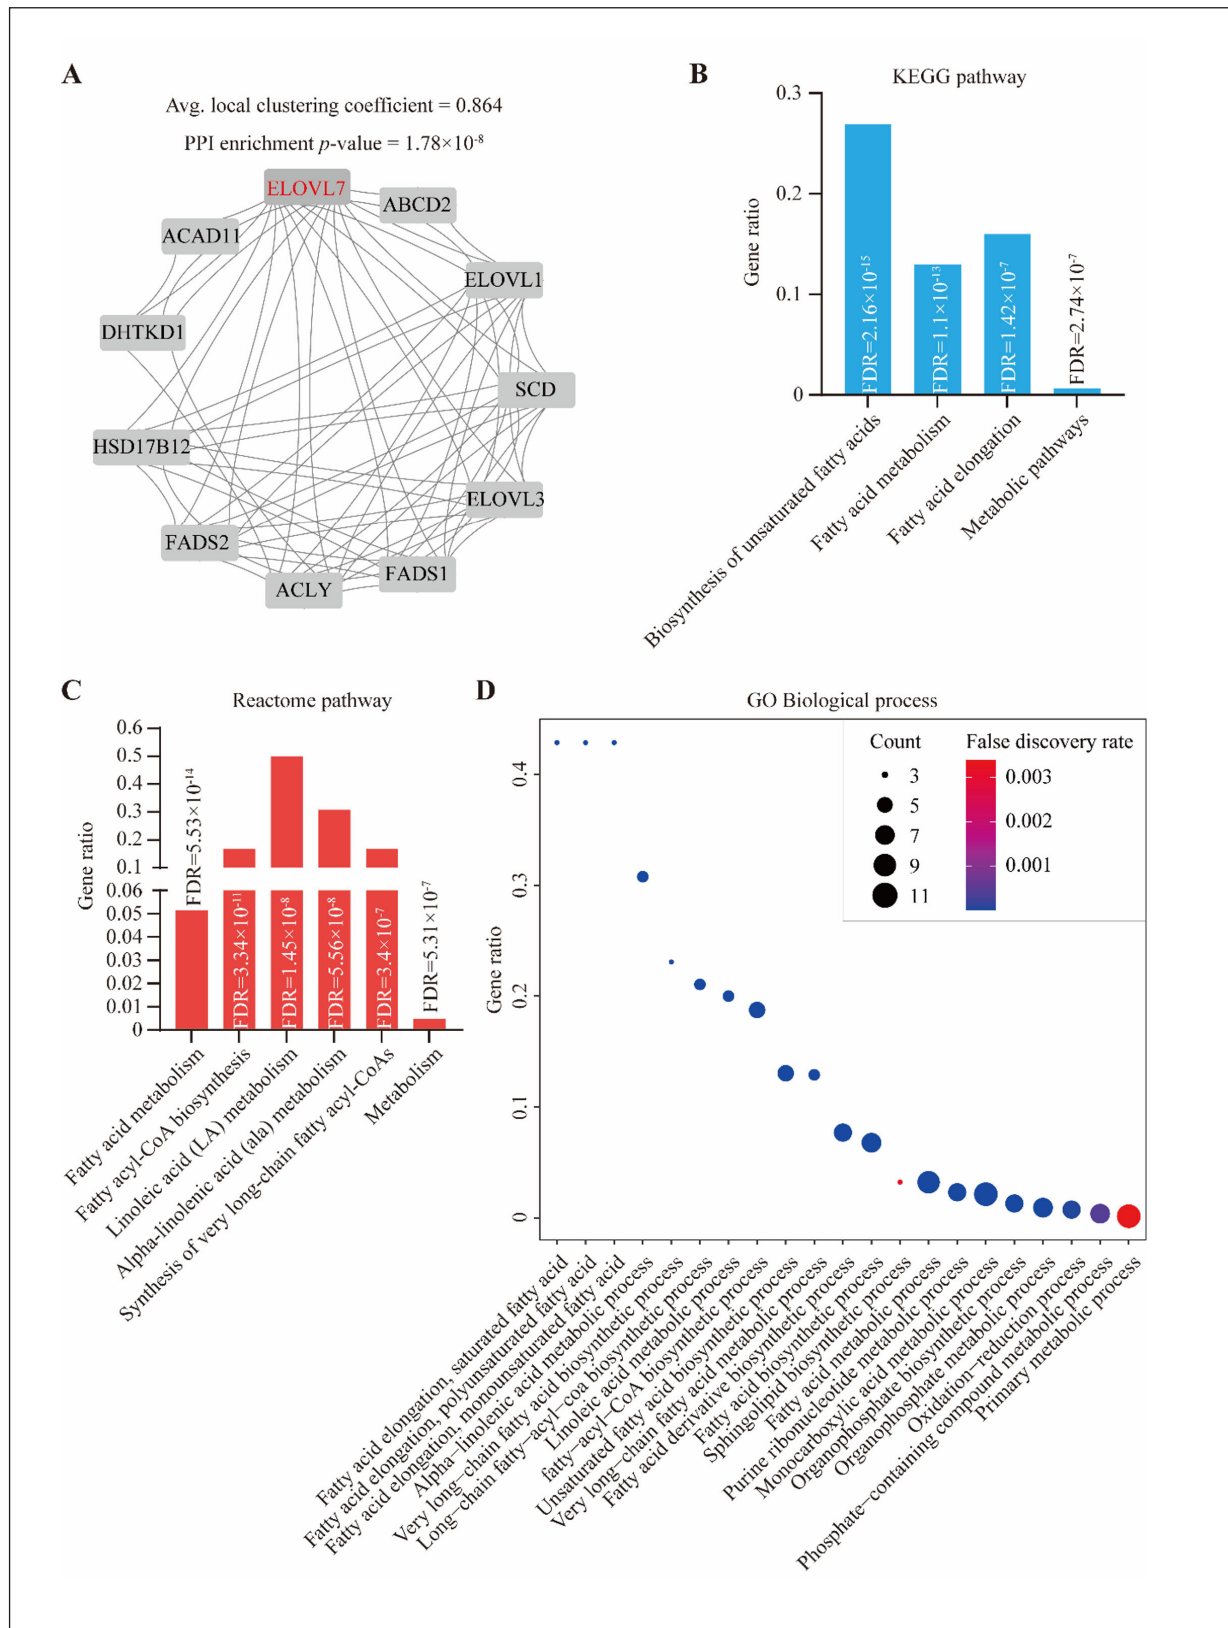 A
Avg. local clustering coefficient = 0.864
PPI enrichment p-value = 1.78×10-8
ELOVL7
ABCD2
ACAD11
ELOVL1
DHTKD1
SCD
HSD17B12
ELOVL3
FADS2
FADS1
ACLY
B
KEGG pathway
Gene ratio
0.3
0.2
0.1
0
FDR=2.16×10-15
FDR=1.1×10-13
FDR=1.42×10-7
FDR=2.74×10-7
Biosynthesis of unsaturated fatty acids
Fatty acid metabolism
Fatty acid elongation
Metabolic pathways
C
Reactome pathway
Gene ratio
0.6
0.5
0.4
0.3
0.2
0.1
0.06
0.05
0.04
0.03
0.02
0.01
0
FDR=5.53×10-14
FDR=3.34×10-11
FDR=1.45×10-8
FDR=5.56×10-8
FDR=3.4×10-7
FDR=5.31×10-7
Fatty acid metabolism
Fatty acyl-CoA biosynthesis
Linoleic acid (LA) metabolism
Alpha-linolenic acid (ala) metabolism
Synthesis of very long-chain fatty acyl-CoAs
Metabolism
D
GO Biological process
Gene ratio
0.4
0.3
0.2
0.1
0
Count
3
5
7
9
11
False discovery rate
0.003
0.002
0.001
Fatty acid elongation, saturated fatty acid
Fatty acid elongation, polyunsaturated fatty acid
Fatty acid elongation, monounsaturated fatty acid
Alpha−linolenic acid metabolic process
Very long−chain fatty acid biosynthetic process
Long−chain fatty−acyl−coa biosynthetic process
Linoleic acid metabolic process
fatty−acyl−CoA biosynthetic process
Unsaturated fatty acid biosynthetic process
Very long−chain fatty acid metabolic process
Fatty acid derivative biosynthetic process
Fatty acid biosynthetic process
Sphingolipid biosynthetic process
Fatty acid metabolic process
Purine ribonucleotide metabolic process
Monocarboxylic acid metabolic process
Organophosphate biosynthetic process
Organophosphate metabolic process
Oxidation−reduction process
Phosphate−containing compound metabolic process
Primary metabolic process